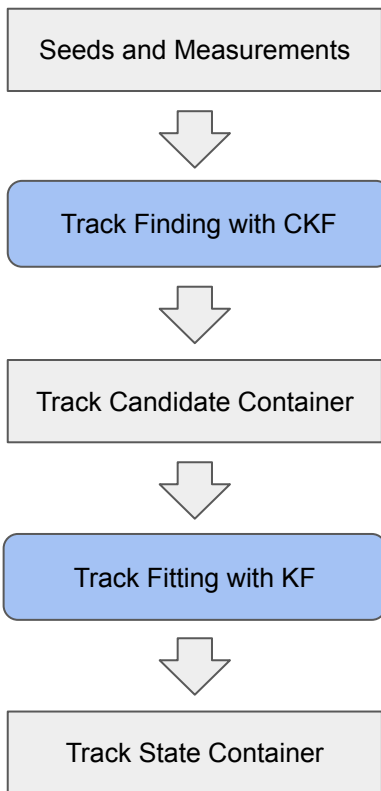 Seeds and Measurements
Track Finding with CKF
Track Candidate Container
Track Fitting with KF
Track State Container